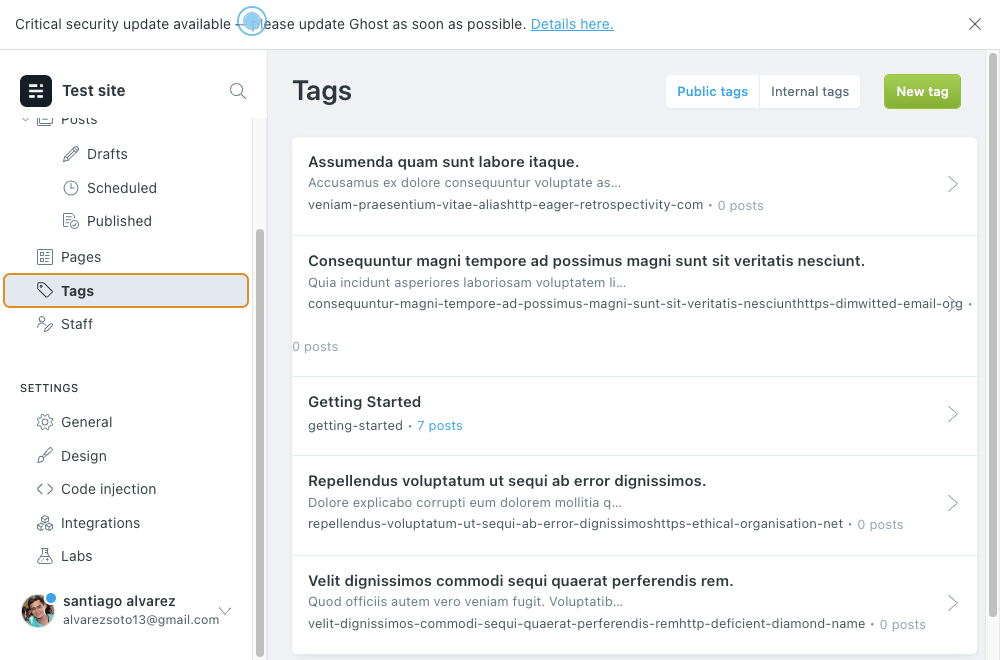 Critical security update available – please update Ghost as soon as possible. Details here.
Test site
Posts
Drafts
Scheduled
Published
Pages
Tags
Staff
SETTINGS
General
Design
Code injection
Integrations
Labs
santiago alvarez
alvarezsoto13@gmail.com
Tags
Public tags
Internal tags
New tag
Assumenda quam sunt labore itaque.
Accusamus ex dolore consequuntur voluptate as...
veniam-praesentium-vitae-aliashttp-eager-retrospectivity-com • 0 posts
Consequuntur magni tempore ad possimus magni sunt sit veritatis nesciunt.
Quia incidunt asperiores laboriosam voluptatem li...
consequuntur-magni-tempore-ad-possimus-magni-sunt-sit-veritatis-nesciunthttps-dimwitted-email-org •
0 posts
Getting Started
getting-started • 7 posts
Repellendus voluptatum ut sequi ab error dignissimos.
Dolore explicabo corrupti eum dolorem mollitia q...
repellendus-voluptatum-ut-sequi-ab-error-dignissimoshttps-ethical-organisation-net • 0 posts
Velit dignissimos commodi sequi quaerat perferendis rem.
Quod officiis autem vero veniam fugit. Voluptatib...
velit-dignissimos-commodi-sequi-quaerat-perferendis-remhttp-deficient-diamond-name • 0 posts